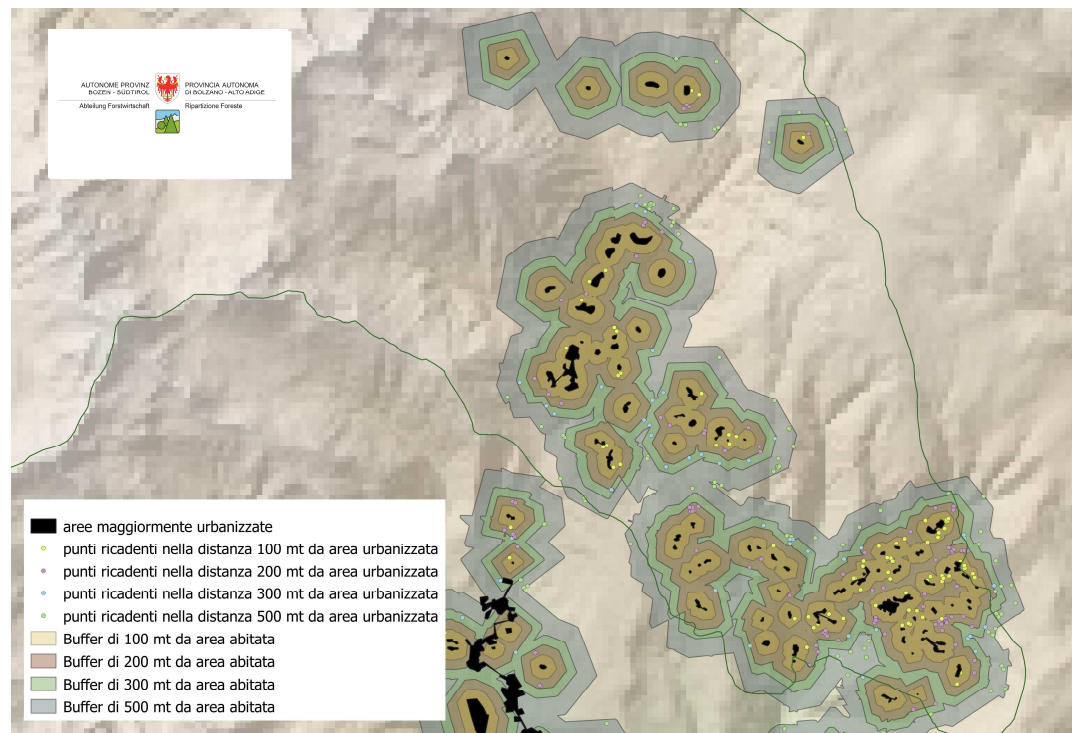 AUTONOME PROVINZ
BOZEN - SÜDTIROL
PROVINCIA AUTONOMA
DI BOLZANO - ALTO ADIGE
Abteilung Forstwirtschaft
Ripartizione Foreste
aree maggiormente urbanizzate
punti ricadenti nella distanza 100 mt da area urbanizzata
punti ricadenti nella distanza 200 mt da area urbanizzata
punti ricadenti nella distanza 300 mt da area urbanizzata
punti ricadenti nella distanza 500 mt da area urbanizzata
Buffer di 100 mt da area abitata
Buffer di 200 mt da area abitata
Buffer di 300 mt da area abitata
Buffer di 500 mt da area abitata